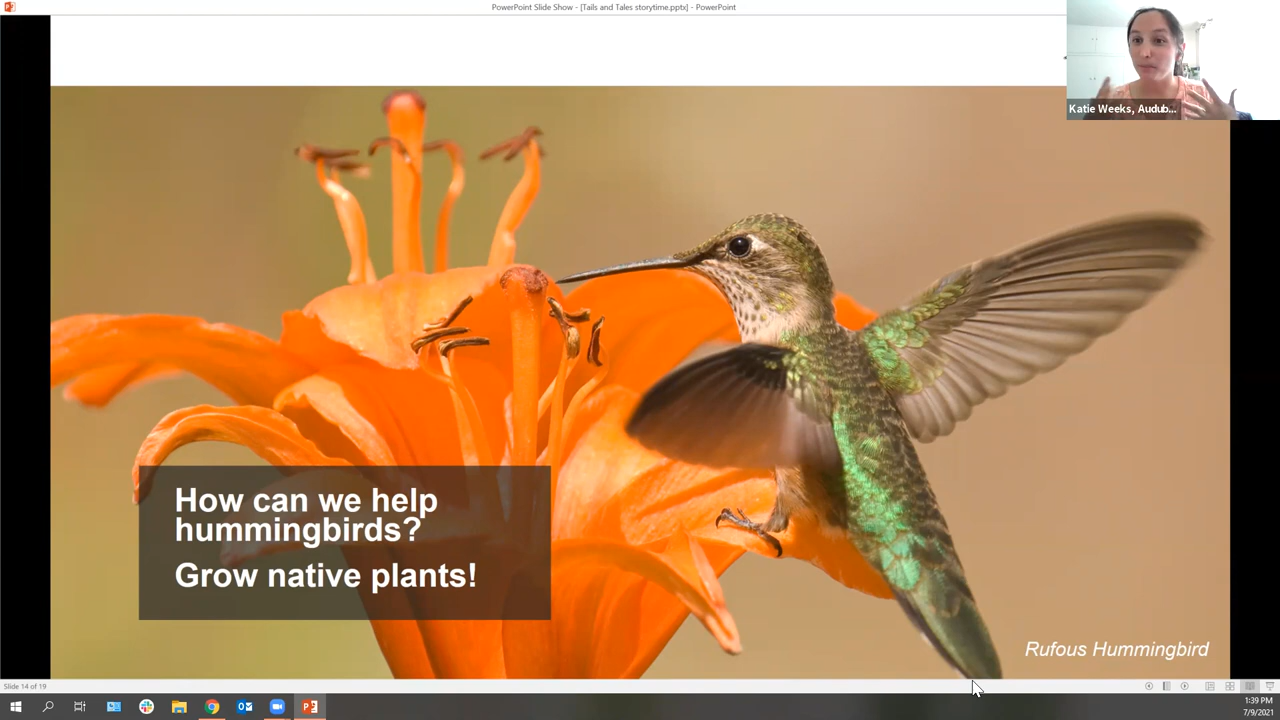 PowerPoint Slide Show - [Tails and Tales storytime.pptx] - PowerPoint
Katie Weeks, Audub...
How can we help
hummingbirds?
Grow native plants!
Rufous Hummingbird
Slide 14 of 19
1:39 PM
7/9/2021